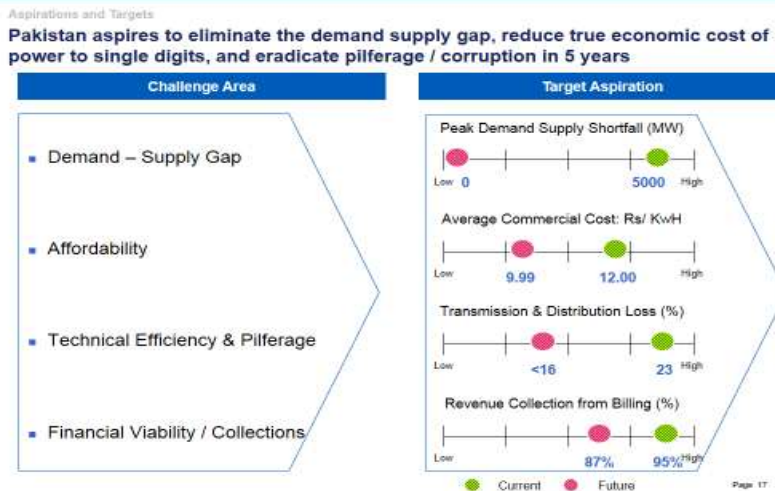 Aspirations and Targets
Pakistan aspires to eliminate the demand supply gap, reduce true economic cost of
power to single digits, and eradicate pilferage / corruption in 5 years
Challenge Area
▪ Demand – Supply Gap
▪ Affordability
▪ Technical Efficiency & Pilferage
▪ Financial Viability / Collections
Target Aspiration
Peak Demand Supply Shortfall (MW)
Low 0 5000 High
Average Commercial Cost: Rs/ KwH
Low 9.99 12.00 High
Transmission & Distribution Loss (%)
Low <16 23 High
Revenue Collection from Billing (%)
Low 87% 95% High
Current Future
Page 17